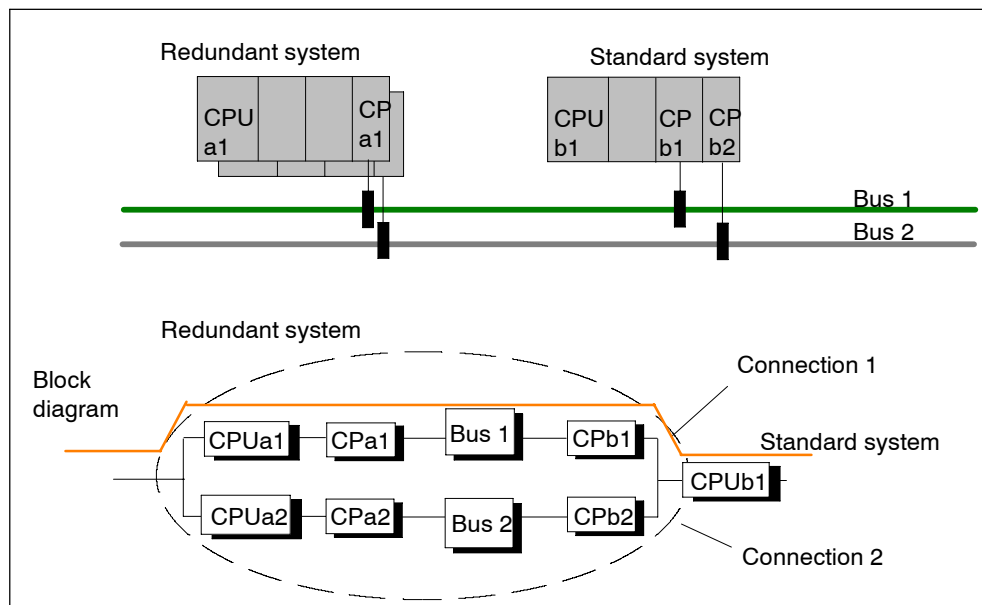 Redundant system
Standard system
CPU
a1
CP
a1
CPU
b1
CP
b1
CP
b2
Bus 1
Bus 2
Redundant system
Block
diagram
Connection 1
CPUa1
CPa1
Bus 1
CPb1
Standard system
CPUb1
CPUa2
CPa2
Bus 2
CPb2
Connection 2